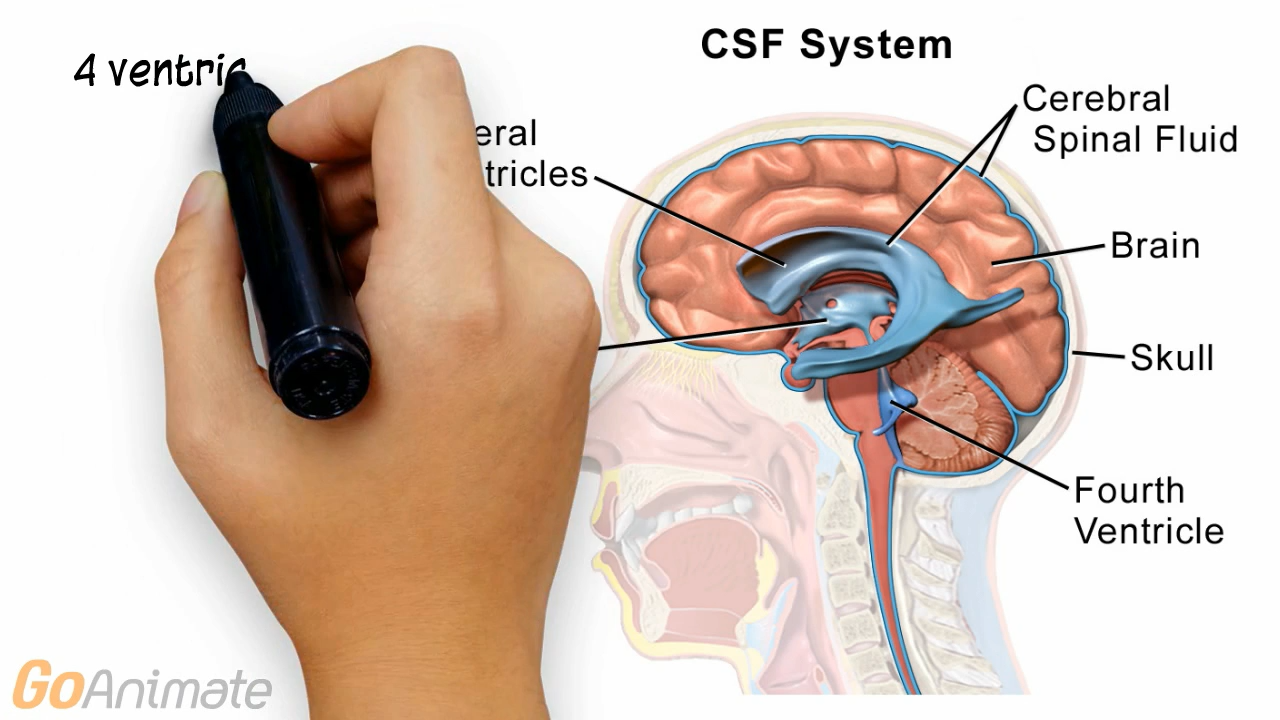 4 ventric
CSF System
eral
tricles
Cerebral
Spinal Fluid
Brain
Skull
Fourth
Ventricle
GoAnimate